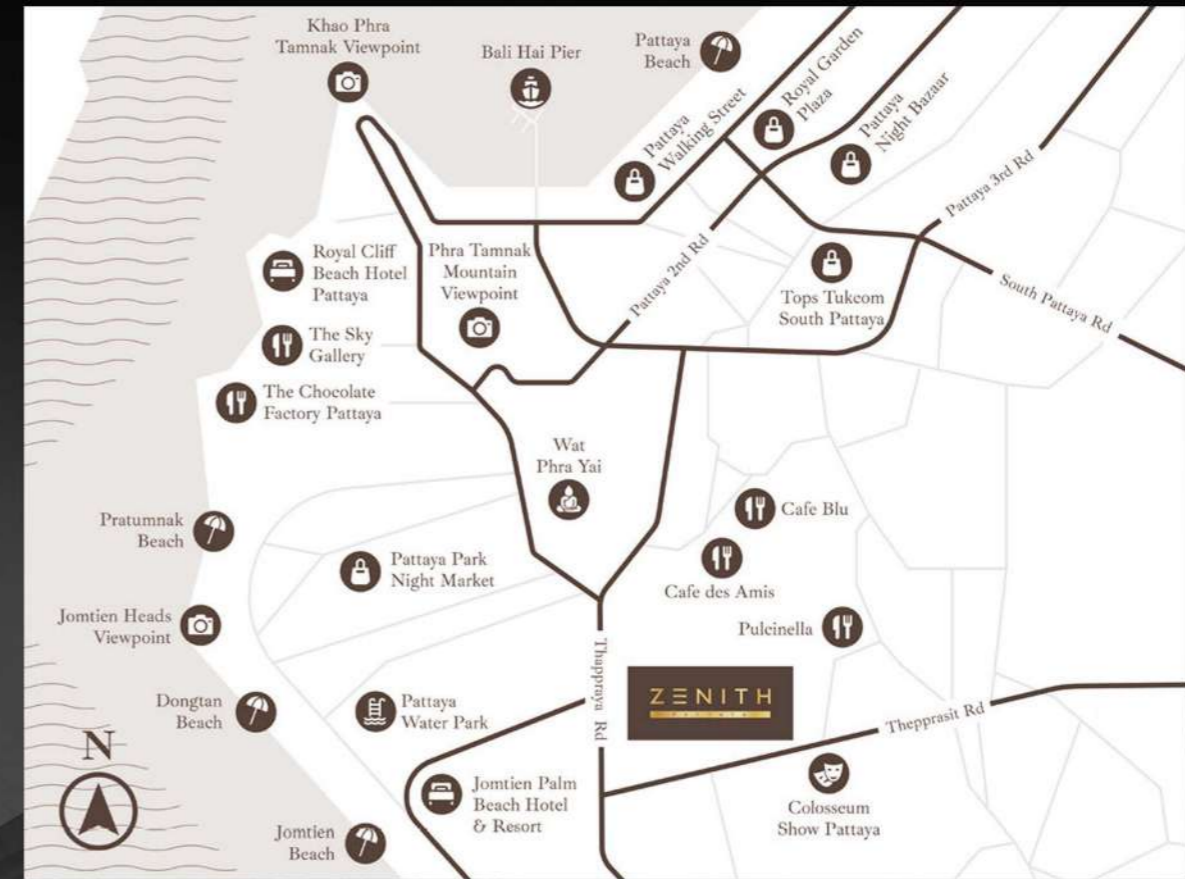 Khao Phra
Tamnak Viewpoint
Bali Hai Pier
Pattaya
Beach
Royal Garden
Plaza
Pattaya
Night Bazaar
Pattaya
Walking Street
Pattaya 3rd Rd
Royal Cliff
Beach Hotel
Pattaya
Phra Tamnak
Mountain
Viewpoint
Pattaya 2nd Rd
Tops Tukcom
South Pattaya
South Pattaya Rd
The Sky
Gallery
The Chocolate
Factory Pattaya
Wat
Phra Yai
Pratumnak
Beach
Cafe Blu
Pattaya Park
Night Market
Cafe des Amis
Jomtien Heads
Viewpoint
Pulcinella
Thappraya Rd
ZENITH
PATTAYA
Dongtan
Beach
Pattaya
Water Park
Thepprasit Rd
N
Jomtien Palm
Beach Hotel
& Resort
Colosseum
Show Pattaya
Jomtien
Beach